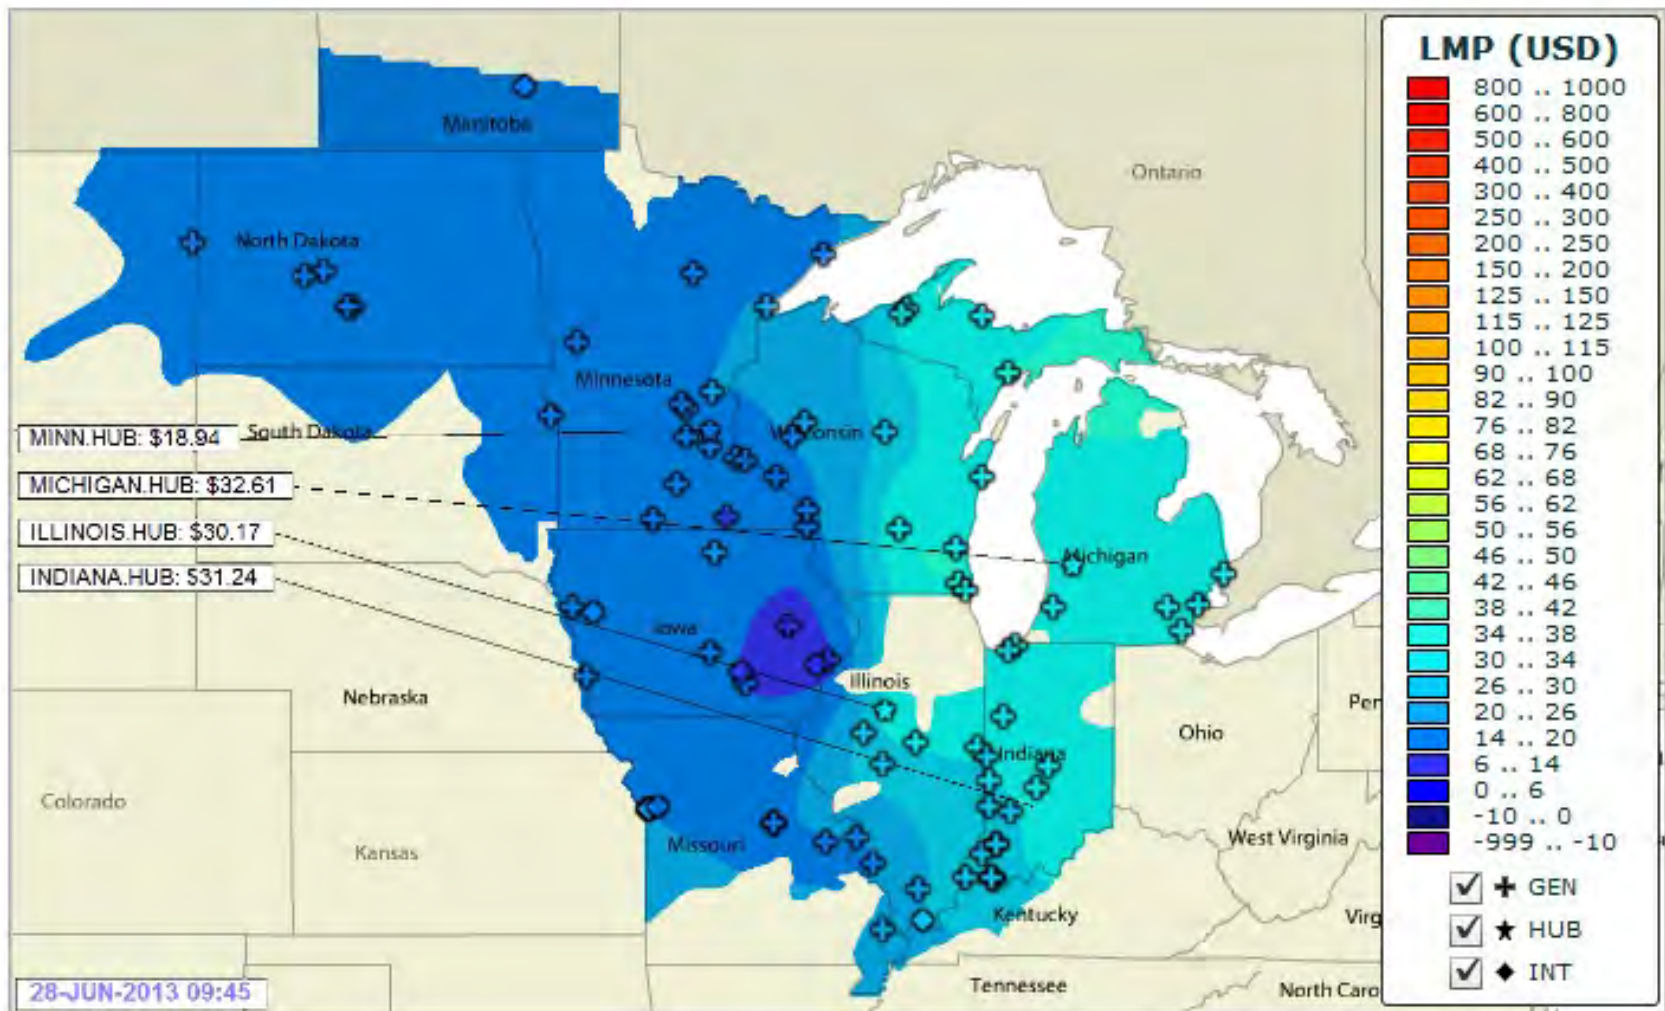 LMP (USD)
800 .. 1000
600 .. 800
500 .. 600
400 .. 500
300 .. 400
250 .. 300
200 .. 250
150 .. 200
125 .. 150
115 .. 125
100 .. 115
90 .. 100
82 .. 90
76 .. 82
68 .. 76
62 .. 68
56 .. 62
50 .. 56
46 .. 50
42 .. 46
38 .. 42
34 .. 38
30 .. 34
26 .. 30
20 .. 26
14 .. 20
6 .. 14
0 .. 6
-10 .. 0
-999 .. -10
GEN
HUB
INT
Manitoba
Ontario
North Dakota
Minnesota
South Dakota
Wisconsin
MINN.HUB: $18.94
MICHIGAN.HUB: $32.61
ILLINOIS.HUB: $30.17
INDIANA.HUB: $31.24
Michigan
Iowa
Illinois
Nebraska
Per
Ohio
Indiana
Colorado
Kansas
Missouri
West Virginia
Kentucky
Virg
Tennessee
North Caro
28-JUN-2013 09:45